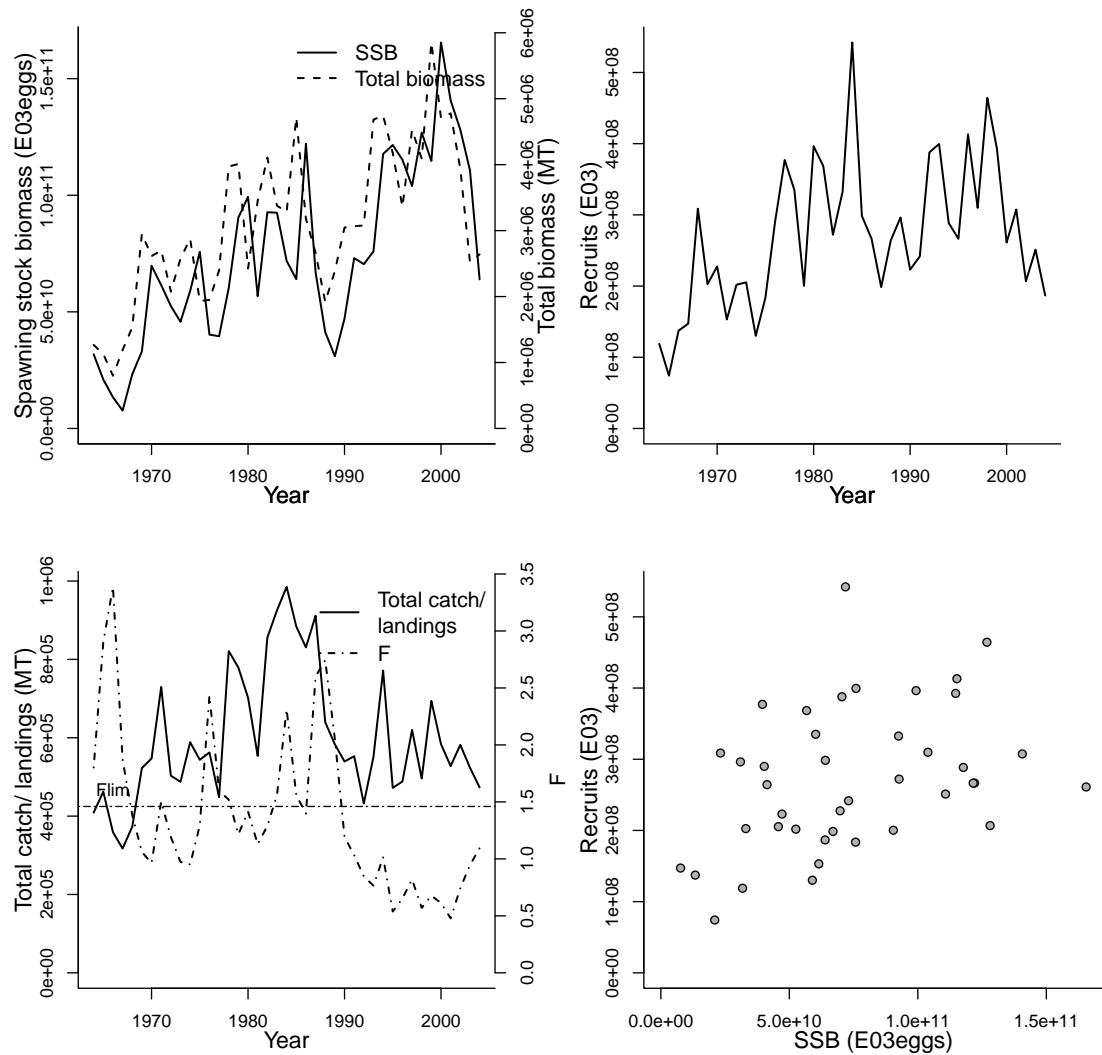 SSB
Total biomass
Spawning stock biomass (E03eggs)
0.0e+00
5.0e+10
1.0e+11
1.5e+11
Total biomass (MT)
0e+00
1e+06
2e+06
3e+06
4e+06
5e+06
6e+06
1970
1980
1990
2000
Year
Recruits (E03)
0e+00
1e+08
2e+08
3e+08
4e+08
5e+08
1970
1980
1990
2000
Year
Total catch/
landings
F
Flim
Total catch/ landings (MT)
0e+00
2e+05
4e+05
6e+05
8e+05
1e+06
F
0.0
0.5
1.0
1.5
2.0
2.5
3.0
3.5
1970
1980
1990
2000
Year
Recruits (E03)
0e+00
1e+08
2e+08
3e+08
4e+08
5e+08
0.0e+00
5.0e+10
1.0e+11
1.5e+11
SSB (E03eggs)